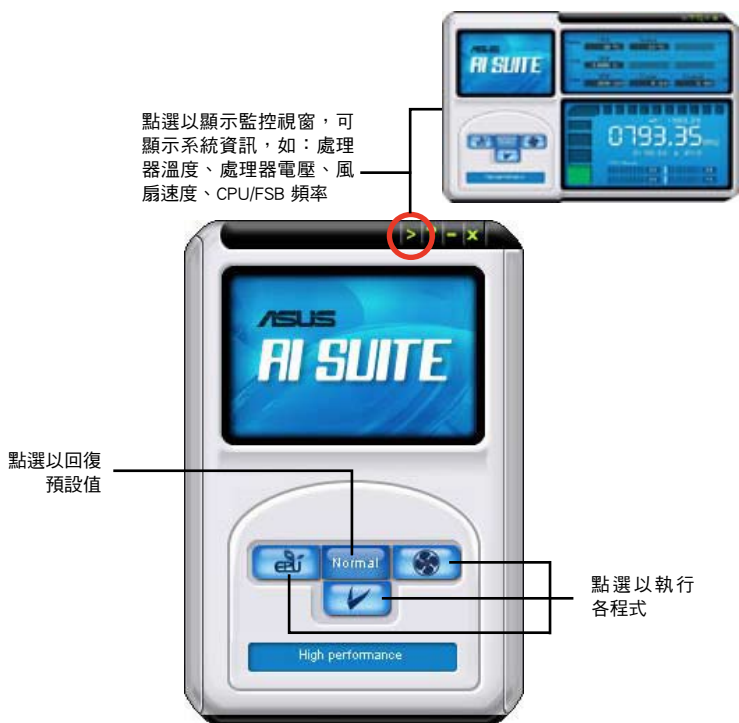 ASUS
AI SUITE
0793.35
點選以顯示監控視窗，可
顯示系統資訊，如：處理
器溫度、處理器電壓、風
扇速度、CPU/FSB 頻率
> ? - x
ASUS
AI SUITE
點選以回復
預設值
EPU
Normal
點選以執行
各程式
High performance